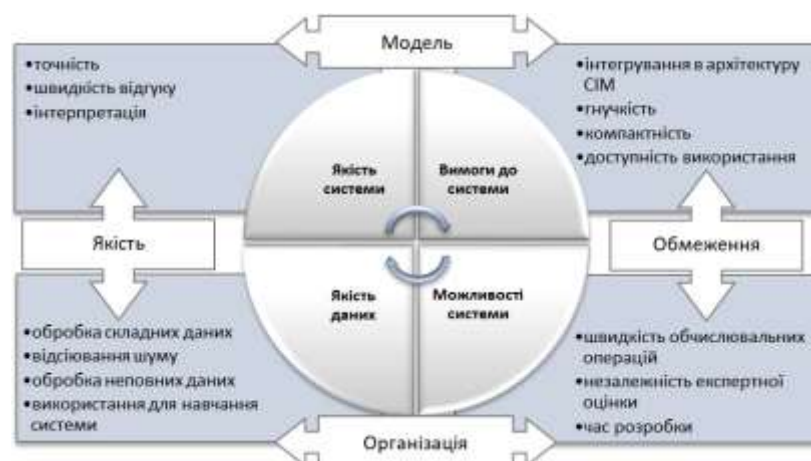 Модель
•точність
•швидкість відгуку
•інтерпретація
•інтегрування в архітектуру
СІМ
•гнучкість
•компактність
•доступність використання
Якість
системи
Вимоги до
системи
Якість
Обмеження
Якість
даних
Можливості
системи
•обробка складних даних
•відсіювання шуму
•обробка неповних даних
•використання для навчання
системи
•швидкість обчислювальних
операцій
•незалежність експертної
оцінки
•час розробки
Організація